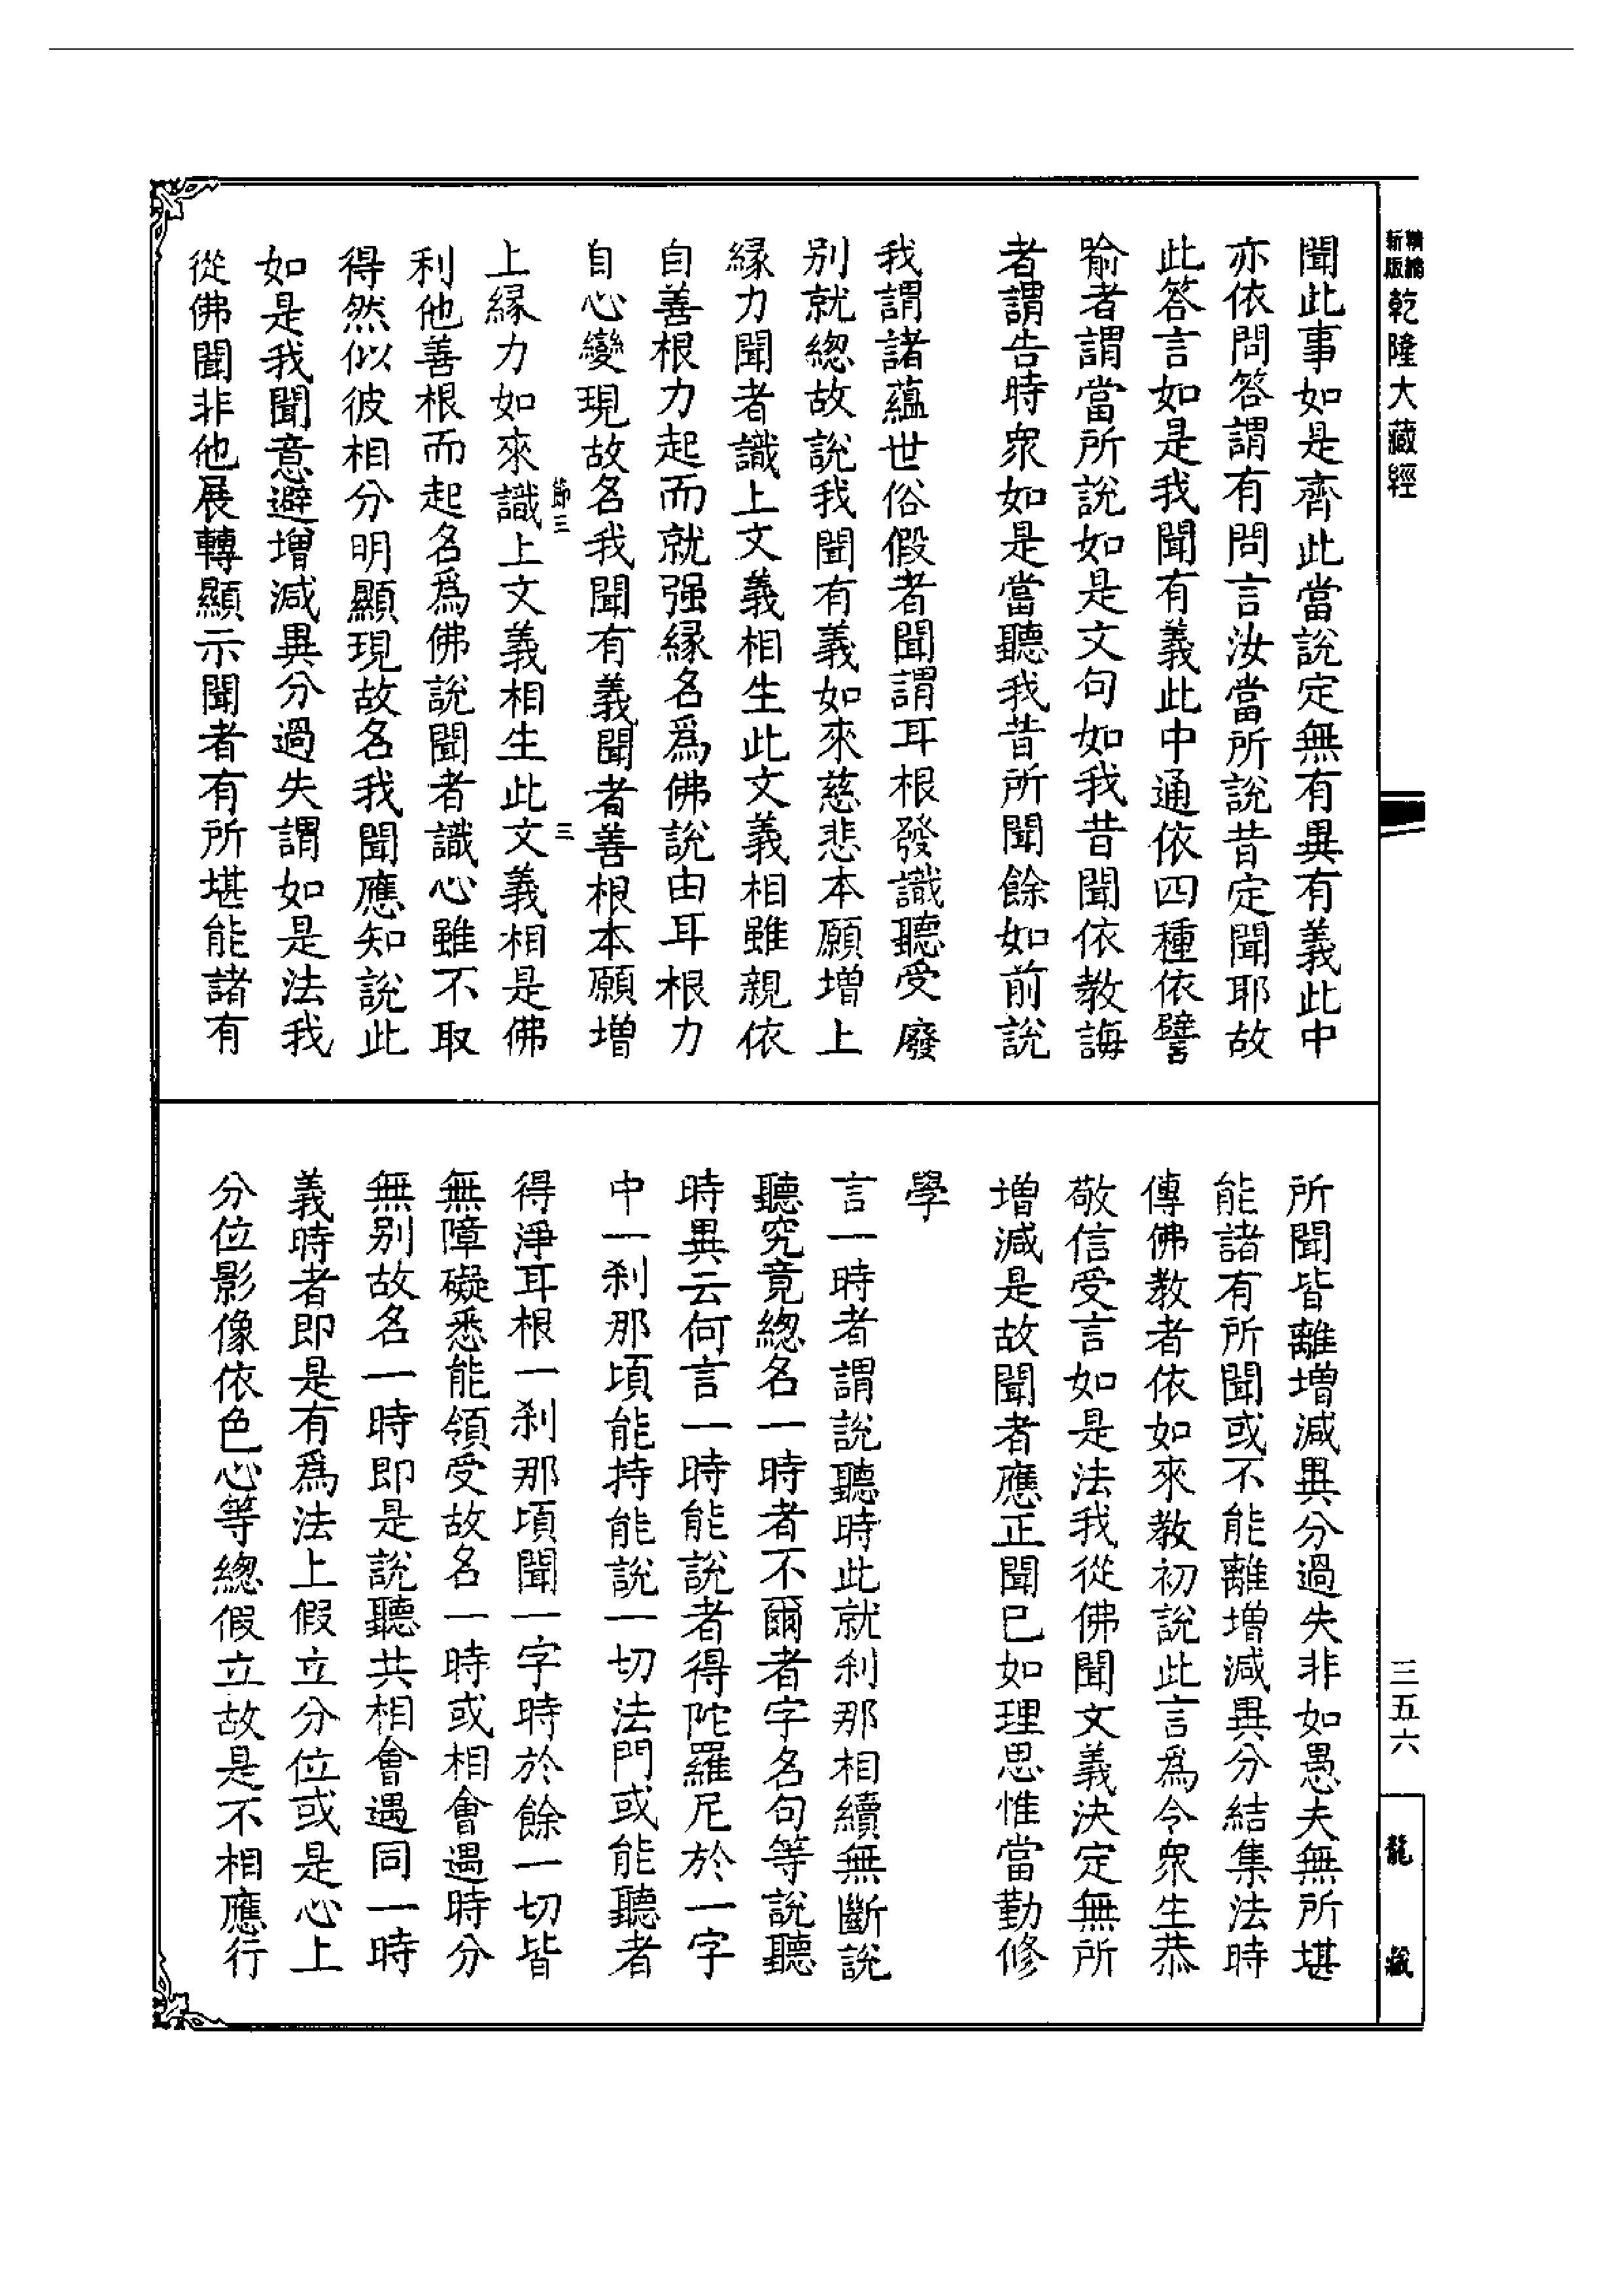 新版精縮乾隆大藏經
三五六
龍藏
聞此事如是齊此當說定無有異有義此中
亦依問答謂有問言汝當所說昔定聞耶故
此答言如是我聞有義此中通依四種依譬
喻者謂當所說如是文句如我昔聞依教誨
者謂告時衆如是當聽我昔所聞餘如前說
我謂諸蘊世俗假者聞謂耳根發識聽受廢
别就總故說我聞有義如來慈悲本願增上
緣力聞者識上文義相生此文義相雖親依
自善根力起而就强緣名爲佛說由耳根力
自心變現故名我聞有義聞者善根本願增
節三
三
上緣力如來識上文義相生此文義相是佛
利他善根而起名爲佛說聞者識心雖不取
得然似彼相分明顯現故名我聞應知說此
如是我聞意避增減異分過失謂如是法我
從佛聞非他展轉顯示聞者有所堪能諸有
所聞皆離增減異分過失非如愚夫無所堪
能諸有所聞或不能離增減異分結集法時
傳佛教者依如來教初說此言爲令衆生恭
敬信受言如是法我從佛聞文義決定無所
增減是故聞者應正聞已如理思惟當勤修
學
言一時者謂說聽時此就刹那相續無斷說
聽究竟總名一時者不爾者字名句等說聽
時異云何言一時能說者得陀羅尼於一字
中一刹那頃能持能說一切法門或能聽者
得淨耳根一刹那頃聞一字時於餘一切皆
無障礙悉能領受故名一時或相會遇時分
無别故名一時即是說聽共相會遇同一時
義時者即是有爲法上假立分位或是心上
分位影像依色心等總假立故是不相應行